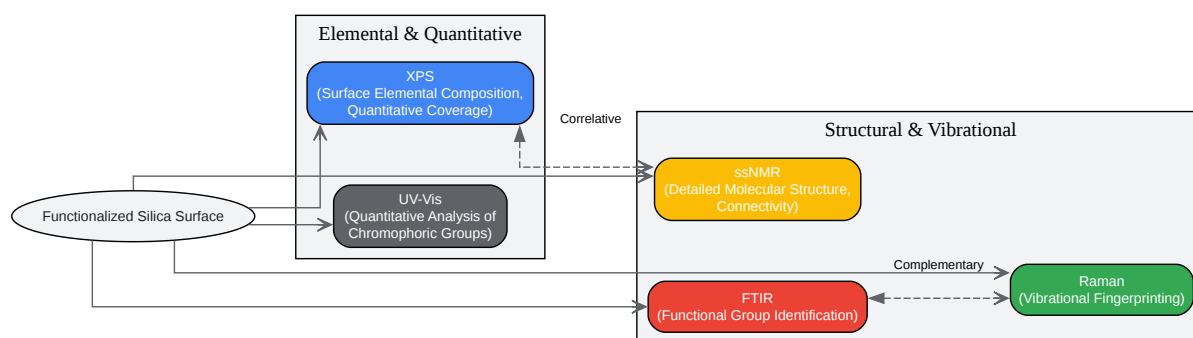 Elemental & Quantitative
XPS
(Surface Elemental Composition,
Quantitative Coverage)
Correlative
Structural & Vibrational
ssNMR
(Detailed Molecular Structure,
Connectivity)
UV-Vis
(Quantitative Analysis of
Chromophoric Groups)
Functionalized Silica Surface
Complementary
Raman
(Vibrational Fingerprinting)
FTIR
(Functional Group Identification)